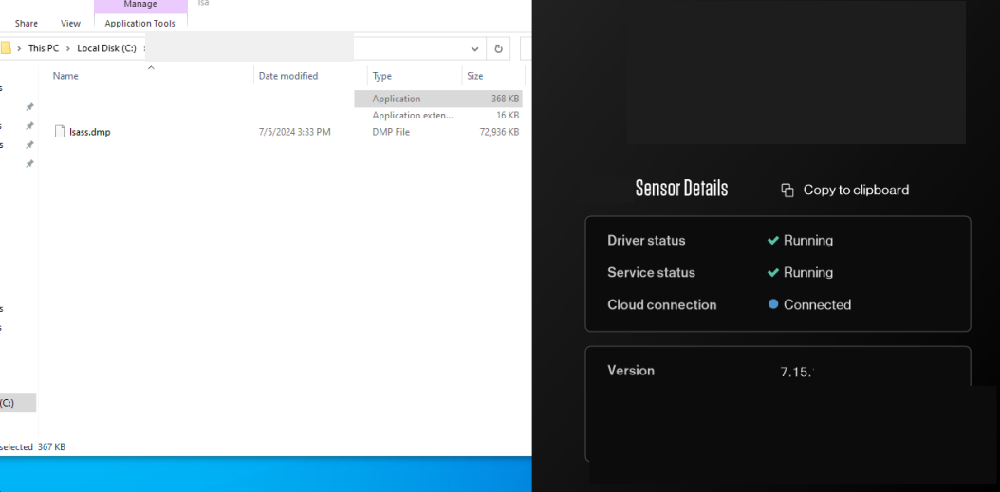 Manage
lsa
Share
View
Application Tools
This PC
Local Disk (C:)
Name
Date modified
Type
Size
Application
368 KB
Application exten...
16 KB
lsass.dmp
7/5/2024 3:33 PM
DMP File
72,936 KB
(C:)
selected 367 KB
Sensor Details
Copy to clipboard
Driver status
Running
Service status
Running
Cloud connection
Connected
Version
7.15.